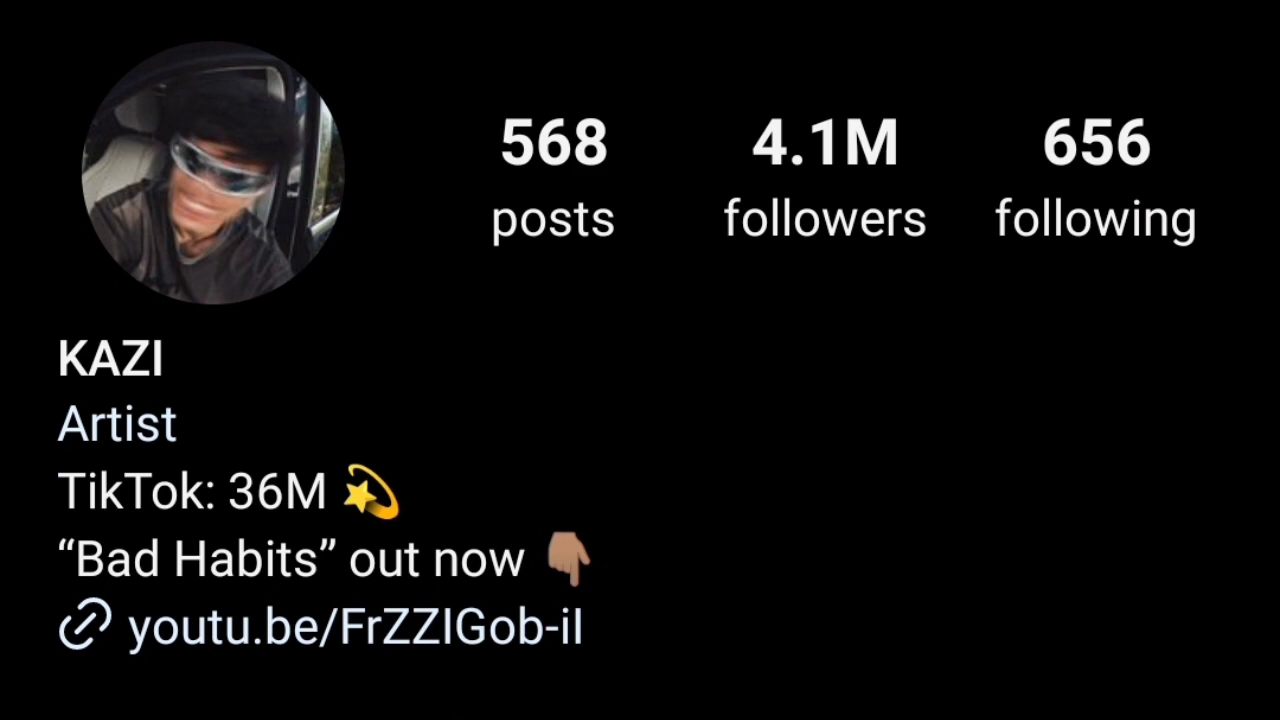 568 4.1M 656
posts followers following
KAZI
Artist
TikTok: 36M 💫
“Bad Habits” out now 👇🏽
youtu.be/FrZZIGob-iI